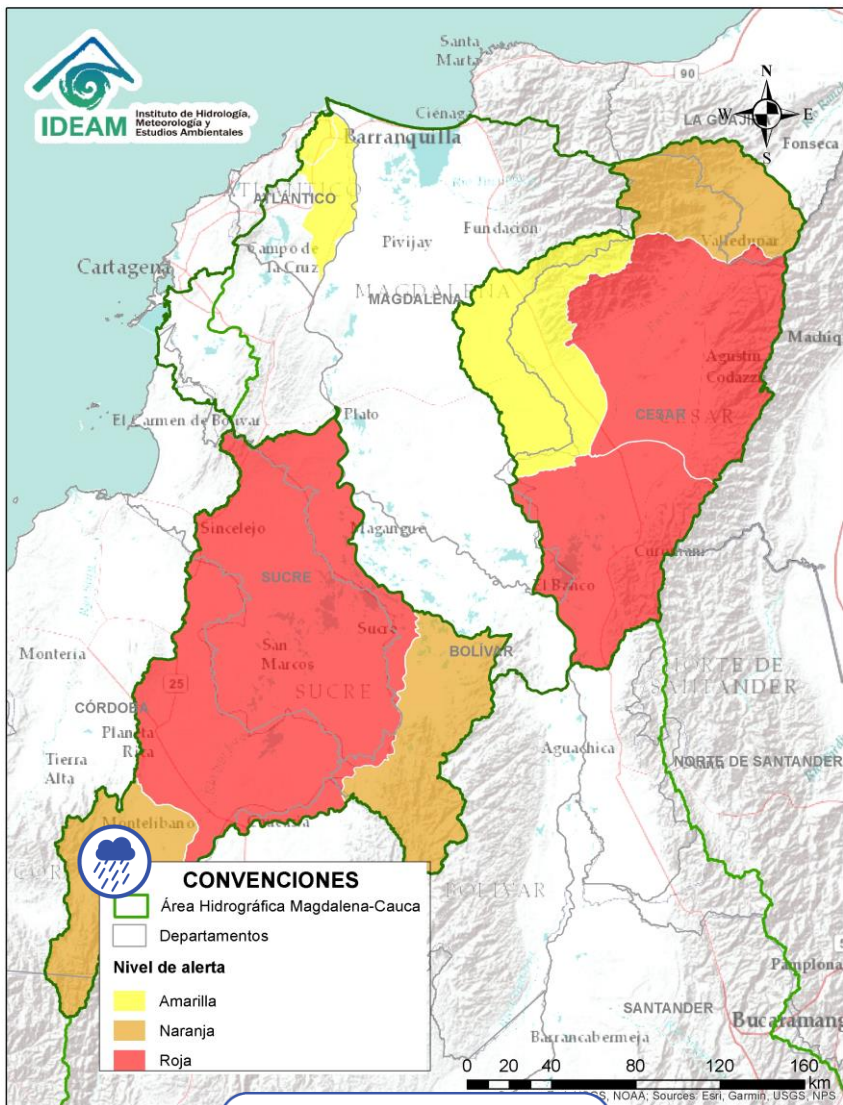 IDEAM
Instituto de Hidrología,
Meteorología y
Estudios Ambientales
Santa
Marta
90
N
W
E
S
LA GUAJIRA
Ciénaga
Barranquilla
Fonseca
ATLÁNTICO
Fundación
Pivijay
Valledupar
Campo de
la Cruz
Cartagena
MAGDALENA
MAGDALENA
Agustín
Codazzi
CESAR
CESAR
Plato
El Carmen de Bolívar
Sincelejo
Magangué
SUCRE
El Banco
Sucre
BOLÍVAR
San
Marcos
SUCRE
Montería
25
NORTE DE
SANTANDER
CÓRDOBA
Planeta
Rica
Aguachica
Tierra
Alta
NORTE DE SANTANDER
Montelíbano
BOLÍVAR
CONVENCIONES
Área Hidrográfica Magdalena-Cauca
Departamentos
Nivel de alerta
Amarilla
Naranja
Roja
Pamplona
SANTANDER
Barrancabermeja
0 20 40 80 120 160
km
USGS, NOAA; Sources: Esri, Garmin, USGS, NPS